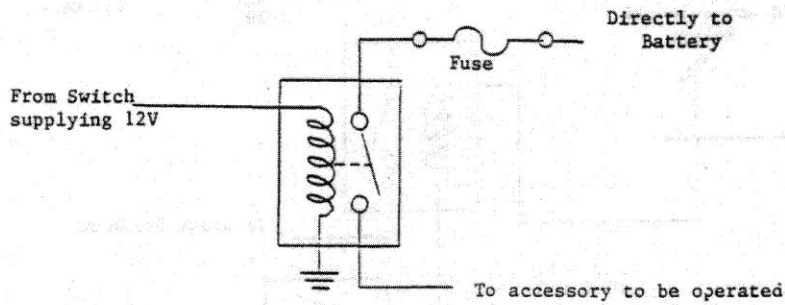 Directly to
Battery
Fuse
From Switch
supplying 12V
To accessory to be operated